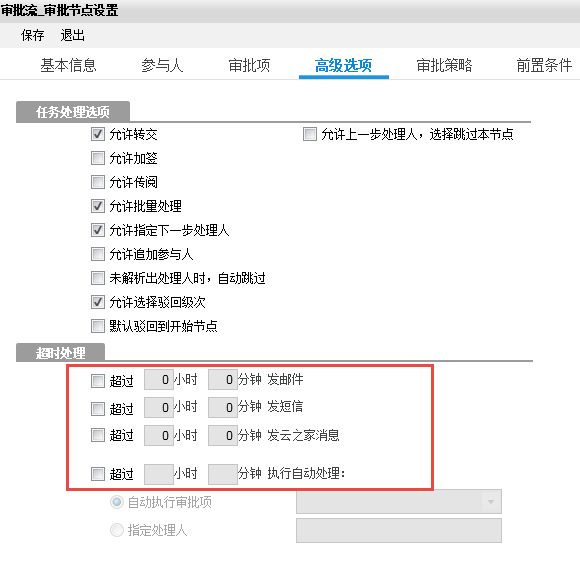 审批流_审批节点设置
保存 退出
基本信息 参与人 审批项 高级选项 审批策略 前置条件
任务处理选项
允许转交 允许上一步处理人，选择跳过本节点
允许加签
允许传阅
允许批量处理
允许指定下一步处理人
允许追加参与人
未解析出处理人时，自动跳过
允许选择驳回级次
默认驳回到开始节点
超时处理
超过 0 小时 0 分钟 发邮件
超过 0 小时 0 分钟 发短信
超过 0 小时 0 分钟 发云之家消息
超过 小时 分钟 执行自动处理：
自动执行审批项
指定处理人